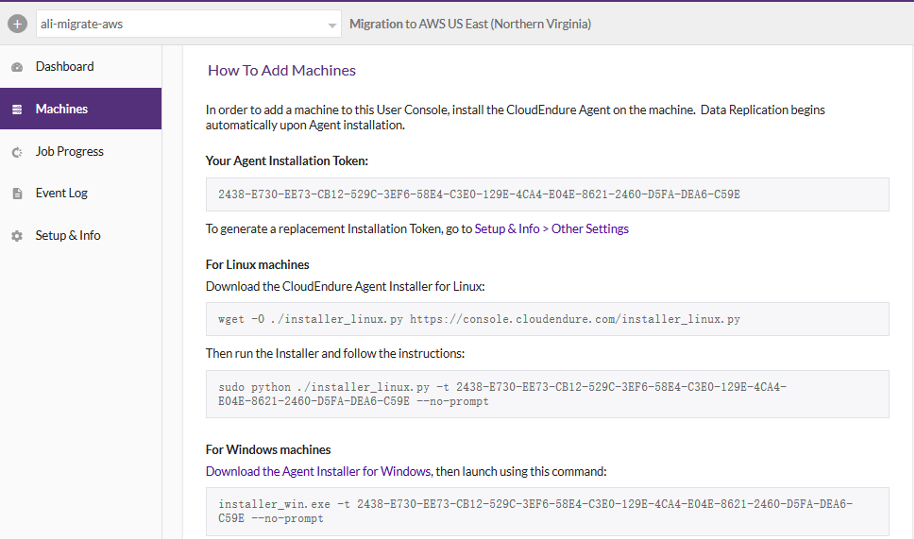 ali-migrate-aws
Migration to AWS US East (Northern Virginia)
Dashboard
Machines
Job Progress
Event Log
Setup & Info
How To Add Machines
In order to add a machine to this User Console, install the CloudEndure Agent on the machine. Data Replication begins
automatically upon Agent installation.
Your Agent Installation Token:
2438-E730-EE73-CB12-529C-3EF6-58E4-C3E0-129E-4CA4-E04E-8621-2460-D5FA-DEA6-C59E
To generate a replacement Installation Token, go to Setup & Info > Other Settings
For Linux machines
Download the CloudEndure Agent Installer for Linux:
wget -O ./installer_linux.py https://console.cloudendure.com/installer_linux.py
Then run the Installer and follow the instructions:
sudo python ./installer_linux.py -t 2438-E730-EE73-CB12-529C-3EF6-58E4-C3E0-129E-4CA4-
E04E-8621-2460-D5FA-DEA6-C59E --no-prompt
For Windows machines
Download the Agent Installer for Windows, then launch using this command:
installer_win.exe -t 2438-E730-EE73-CB12-529C-3EF6-58E4-C3E0-129E-4CA4-E04E-8621-2460-D5FA-DEA6-
C59E --no-prompt